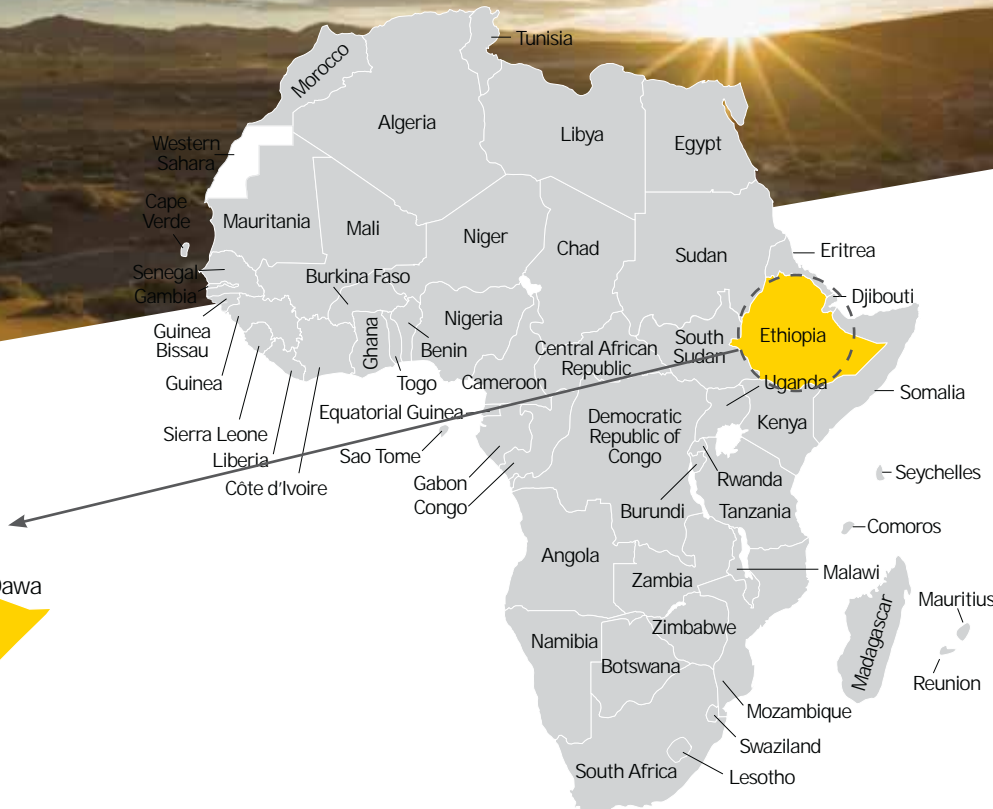 Tunisia
Morocco
Algeria
Libya
Egypt
Western
Sahara
Cape
Verde
Mauritania
Mali
Niger
Chad
Sudan
Eritrea
Senegal
Gambia
Burkina Faso
Djibouti
Guinea
Bissau
Ghana
Nigeria
Benin
South
Sudan
Ethiopia
Central African
Republic
Guinea
Togo
Cameroon
Uganda
Somalia
Equatorial Guinea
Democratic
Republic of
Congo
Kenya
Sierra Leone
Liberia
Sao Tome
Côte d'Ivoire
Gabon
Congo
Rwanda
Seychelles
Burundi
Tanzania
Comoros
Angola
Zambia
Malawi
Madagascar
Mauritius
Zimbabwe
Namibia
Botswana
Reunion
Mozambique
Swaziland
South Africa
Lesotho